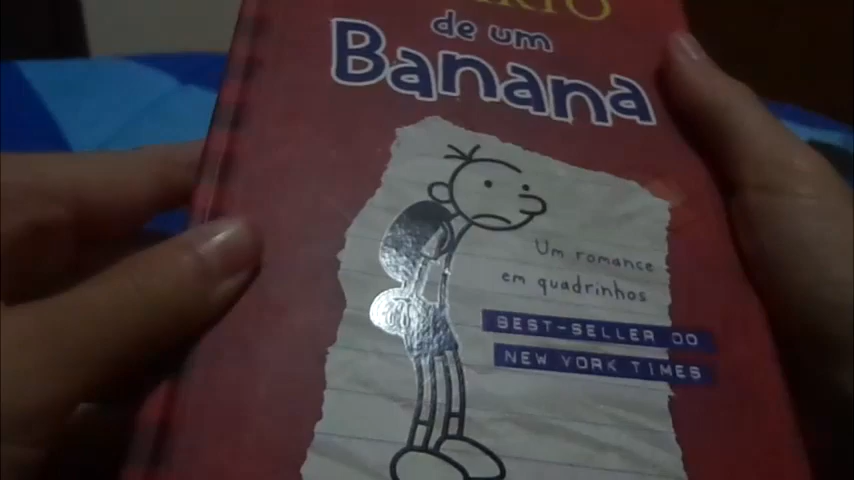 de um
Banana
Um romance
em quadrinhos
BEST-SELLER DO
NEW YORK TIMES